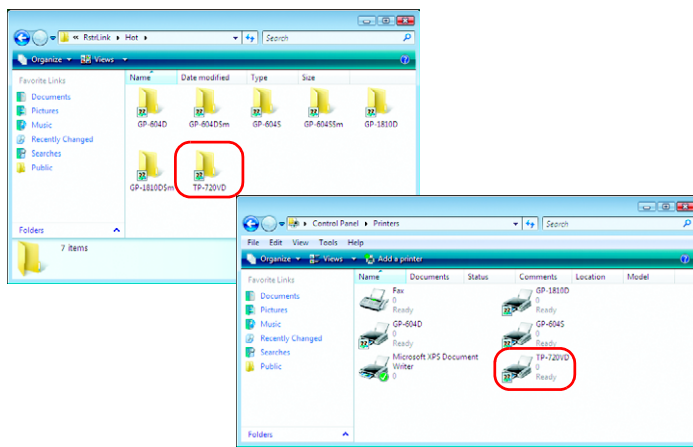 « RstrLink ▸ Hot ▸
Search
Organize ▾ Views ▾
Favorite Links
Documents
Pictures
Music
Recently Changed
Searches
Public
Folders
Name Date modified Type Size
GP-604D GP-604DSm GP-604S GP-604SSm GP-1810D
GP-1810DSm TP-720VD
7 items
Control Panel ▸ Printers
Search
File Edit View Tools Help
Organize ▾ Views ▾ Add a printer
Favorite Links
Documents
Pictures
Music
Recently Changed
Searches
Public
Folders
Name Documents Status Comments Location Model
Fax
0
Ready
GP-1810D
0
Ready
GP-604D
0
Ready
GP-604S
0
Ready
Microsoft XPS Document
Writer
0
TP-720VD
0
Ready